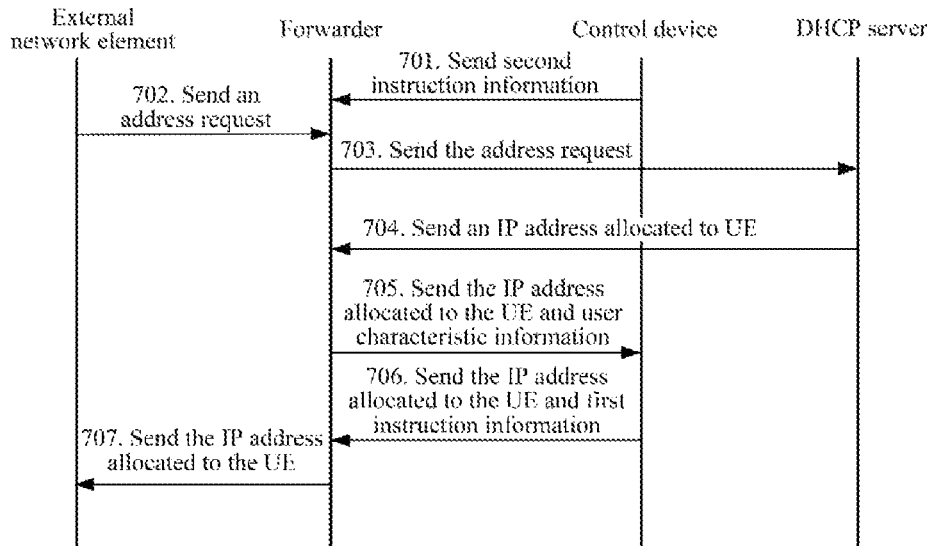 External
network element
Forwarder
Control device
DHCP server
701. Send second
instruction information
702. Send an
address request
703. Send the address request
704. Send an IP address allocated to UE
705. Send the IP address
allocated to the UE and user
characteristic information
706. Send the IP address
allocated to the UE and first
instruction information
707. Send the IP address
allocated to the UE